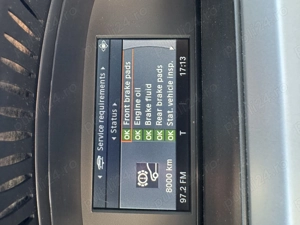 Service requirements
Status
OK Front brake pads
OK Engine oil
OK Brake fluid
OK Rear brake pads
OK Stat. vehicle insp.
8000 km
97.2 FM T 17:13